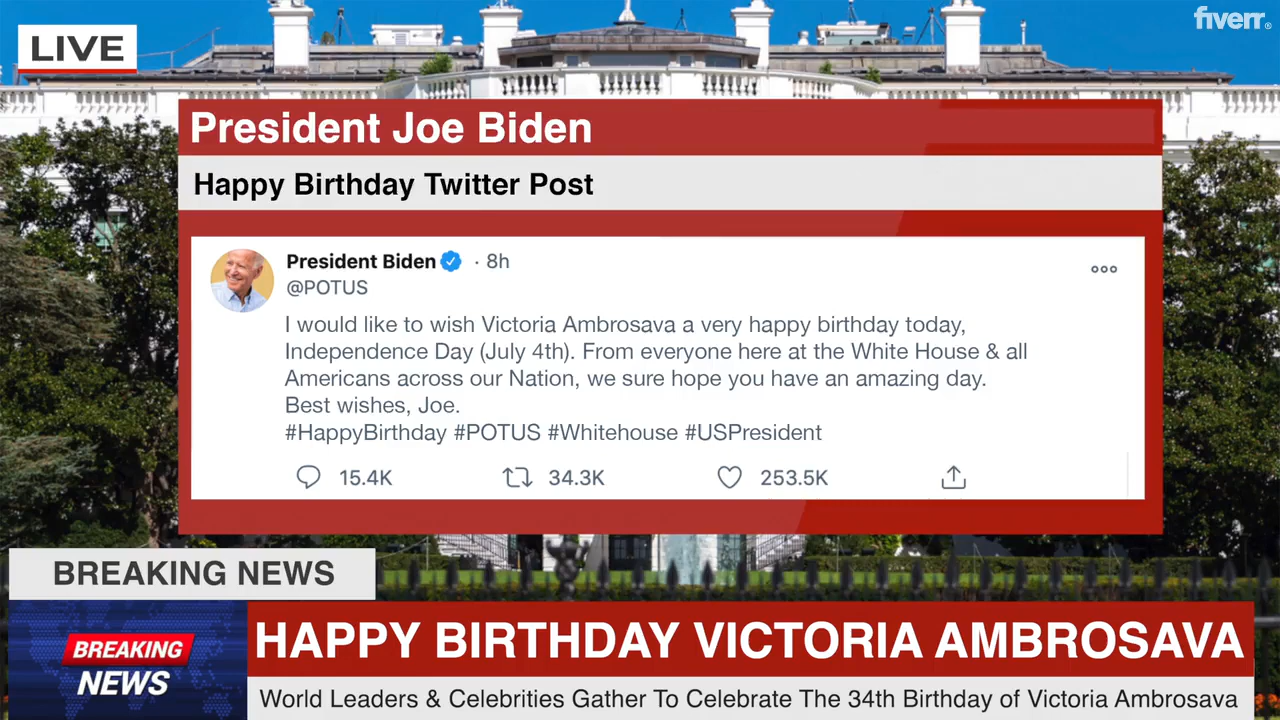 LIVE
fiverr®
President Joe Biden
Happy Birthday Twitter Post
President Biden · 8h
@POTUS
I would like to wish Victoria Ambrosava a very happy birthday today,
Independence Day (July 4th). From everyone here at the White House & all
Americans across our Nation, we sure hope you have an amazing day.
Best wishes, Joe.
#HappyBirthday #POTUS #Whitehouse #USPresident
15.4K 34.3K 253.5K
BREAKING NEWS
BREAKING
NEWS
HAPPY BIRTHDAY VICTORIA AMBROSAVA
World Leaders & Celebrities Gather To Celebrate The 34th Birthday of Victoria Ambrosava